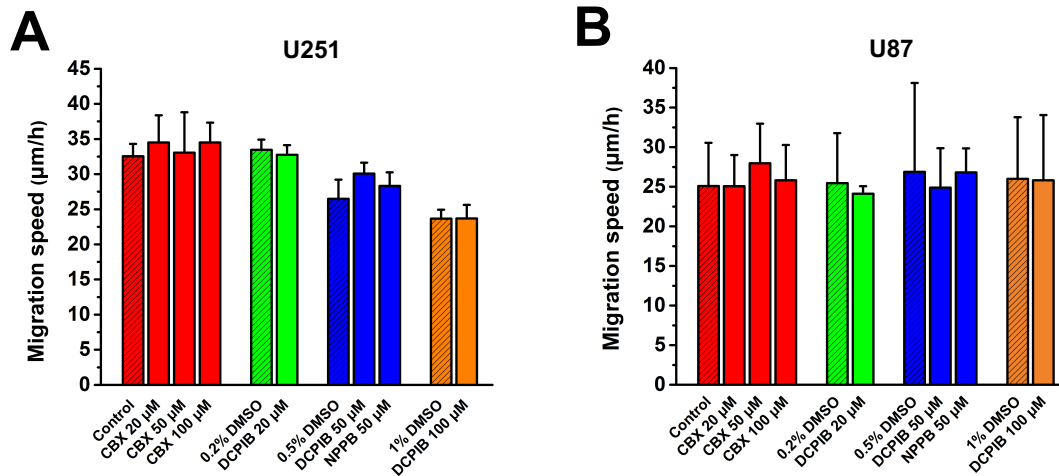 A
U251
Migration speed (µm/h)
45
40
35
30
25
20
15
10
5
0
Control
CBX 20 µM
CBX 50 µM
CBX 100 µM
0.2% DMSO
DCPIB 20 µM
0.5% DMSO
DCPIB 50 µM
NPPB 50 µM
1% DMSO
DCPIB 100 µM
B
U87
Migration speed (µm/h)
40
35
30
25
20
15
10
5
0
Control
CBX 20 µM
CBX 50 µM
CBX 100 µM
0.2% DMSO
DCPIB 20 µM
0.5% DMSO
DCPIB 50 µM
NPPB 50 µM
1% DMSO
DCPIB 100 µM